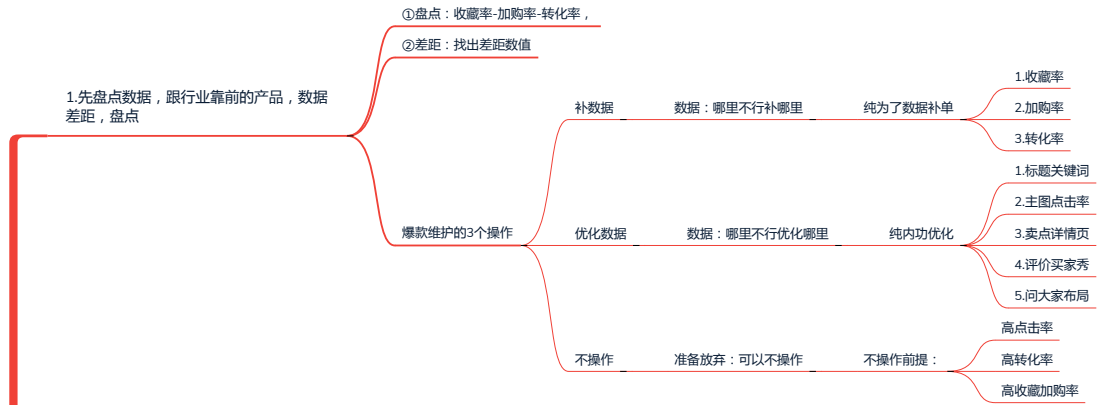 ①盘点：收藏率-加购率-转化率，
②差距：找出差距数值
1.先盘点数据，跟行业靠前的产品，数据
差距，盘点
爆款维护的3个操作
补数据
数据：哪里不行补哪里
纯为了数据补单
1.收藏率
2.加购率
3.转化率
优化数据
数据：哪里不行优化哪里
纯内功优化
1.标题关键词
2.主图点击率
3.卖点详情页
4.评价买家秀
5.问大家布局
不操作
准备放弃：可以不操作
不操作前提：
高点击率
高转化率
高收藏加购率